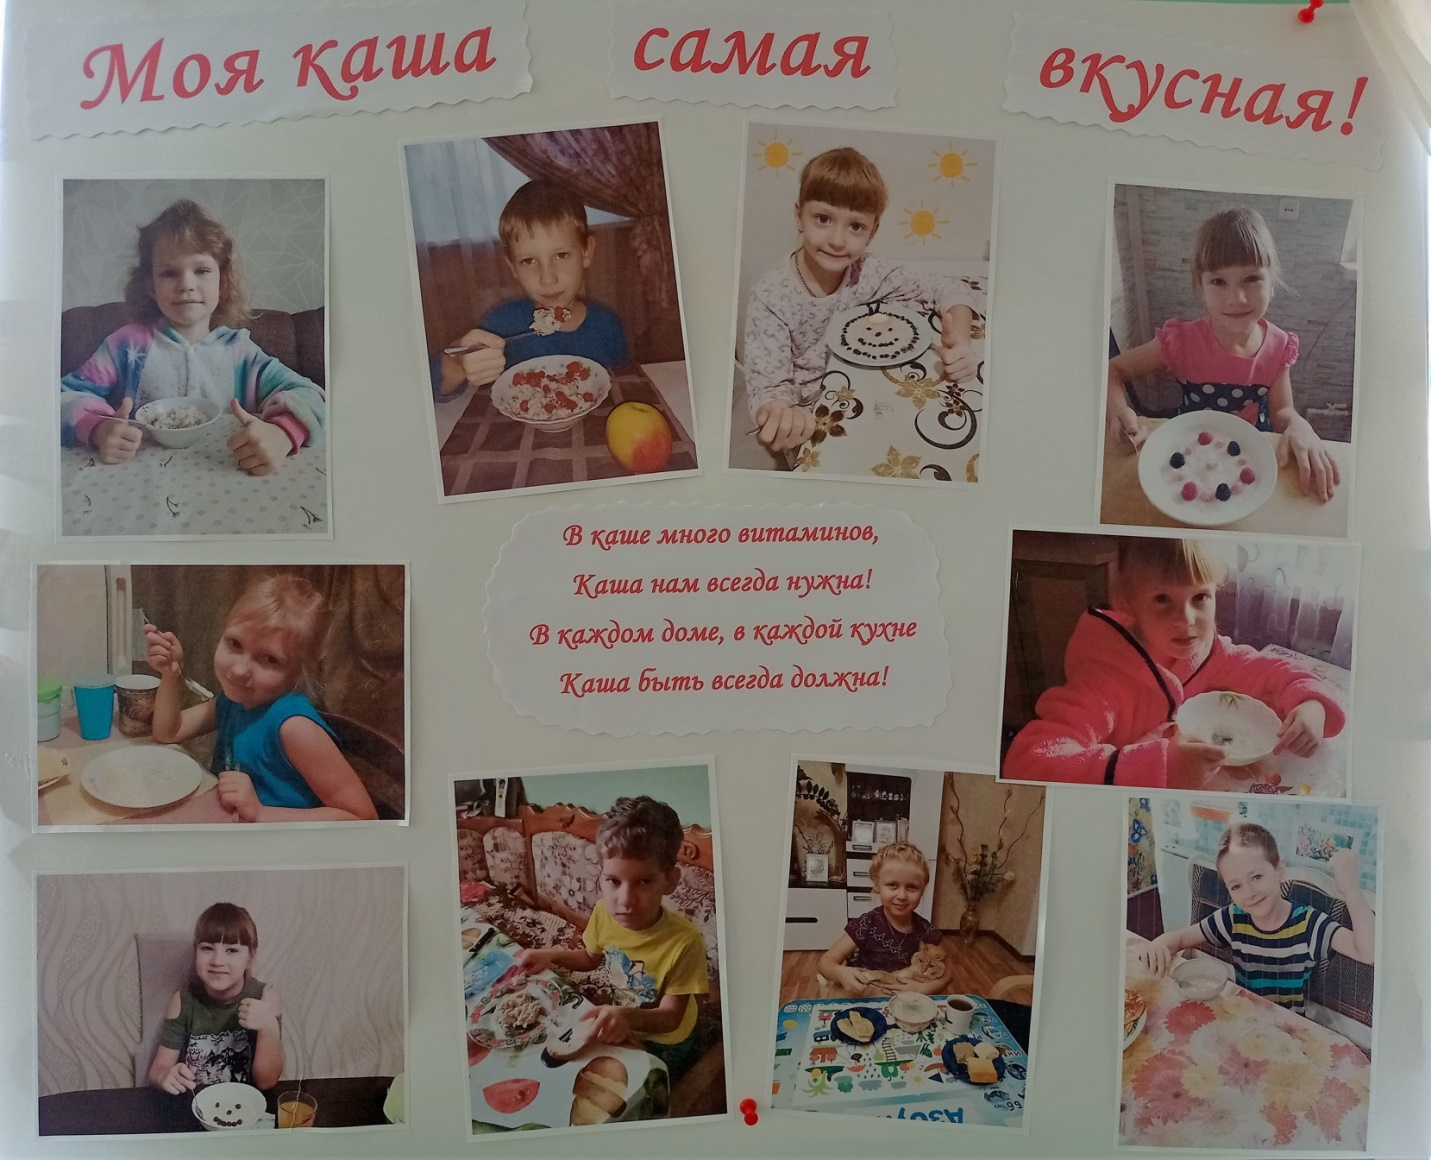 Моя каша самая вкусная!
В каше много витаминов,
Каша нам всегда нужна!
В каждом доме, в каждой кухне
Каша быть всегда должна!